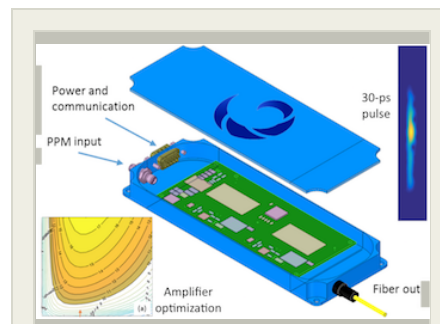 Power and
communication
PPM input
30-ps
pulse
(a)
Amplifier
optimization
Fiber out